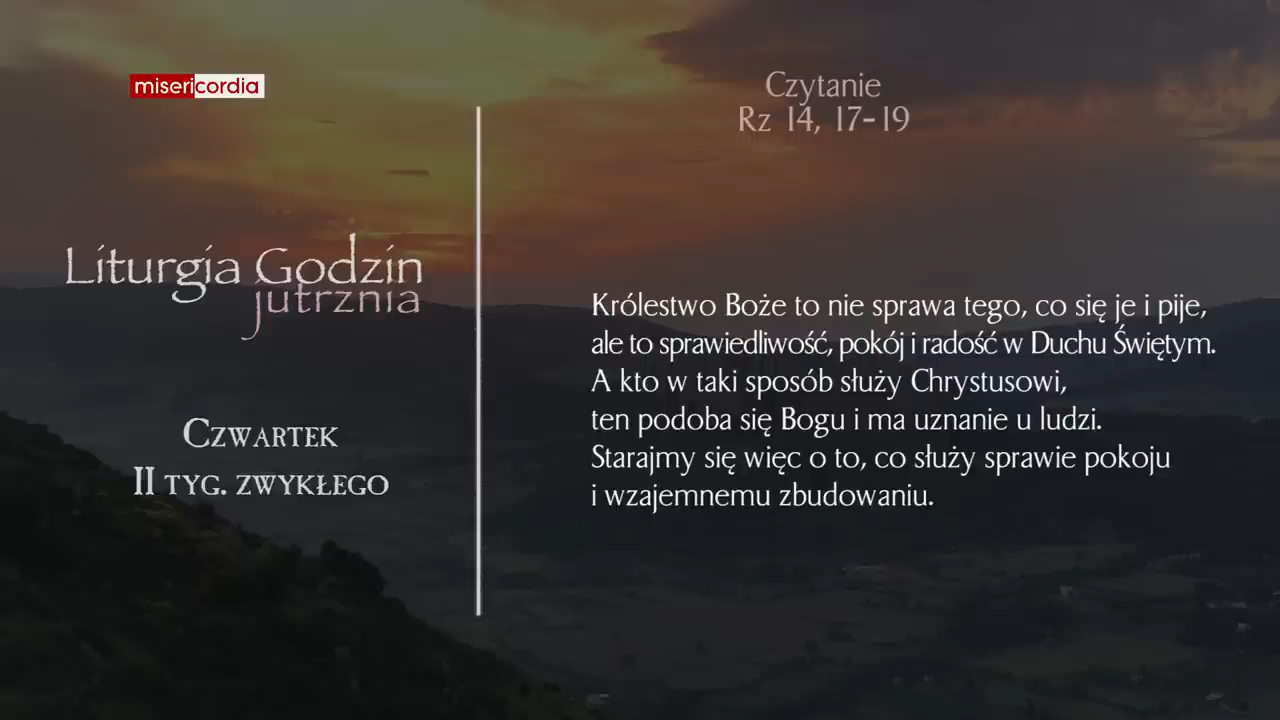 misericordia
Liturgia Godzin
jutrznia
Czwartek
II tyg. zwykłego
Czytanie
Rz 14, 17-19
Królestwo Boże to nie sprawa tego, co się je i pije,
ale to sprawiedliwość, pokój i radość w Duchu Świętym.
A kto w taki sposób służy Chrystusowi,
ten podoba się Bogu i ma uznanie u ludzi.
Starajmy się więc o to, co służy sprawie pokoju
i wzajemnemu zbudowaniu.